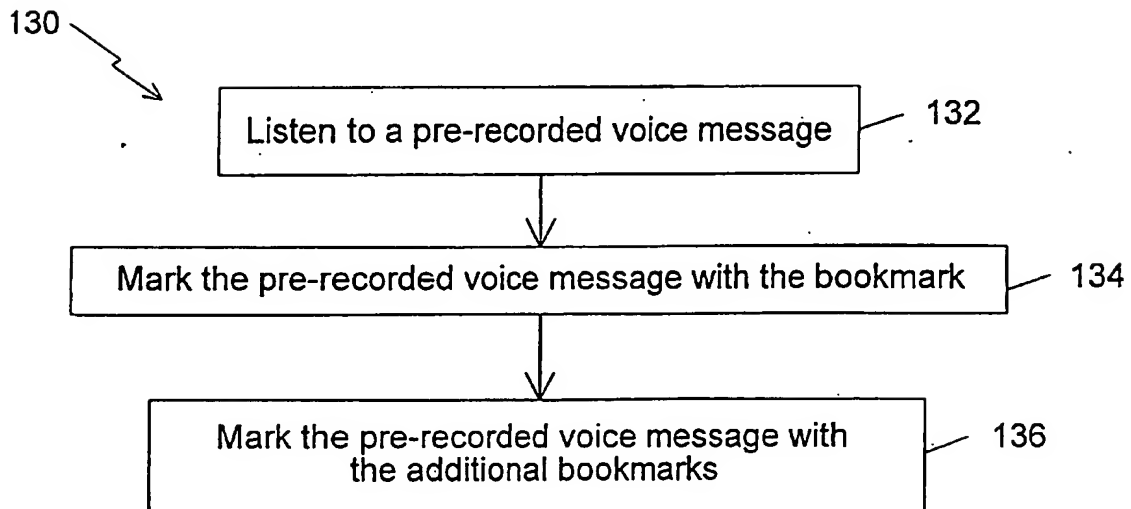 130
Listen to a pre-recorded voice message
132
Mark the pre-recorded voice message with the bookmark
134
Mark the pre-recorded voice message with
the additional bookmarks
136